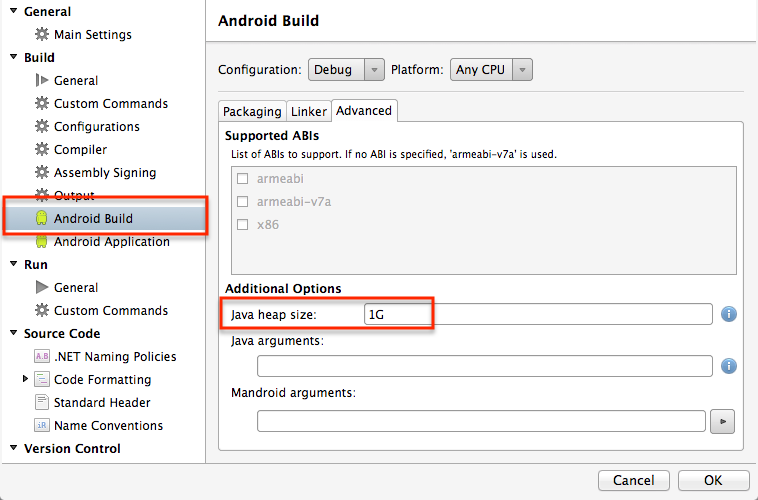 General
Main Settings
Build
General
Custom Commands
Configurations
Compiler
Assembly Signing
Output
Android Build
Android Application
Run
General
Custom Commands
Source Code
A.B .NET Naming Policies
Code Formatting
Standard Header
iR Name Conventions
Version Control
Android Build
Configuration: Debug Platform: Any CPU
Packaging Linker Advanced
Supported ABIs
List of ABIs to support. If no ABI is specified, 'armeabi-v7a' is used.
armeabi
armeabi-v7a
x86
Additional Options
Java heap size: 1G
Java arguments:
Mandroid arguments:
Cancel OK